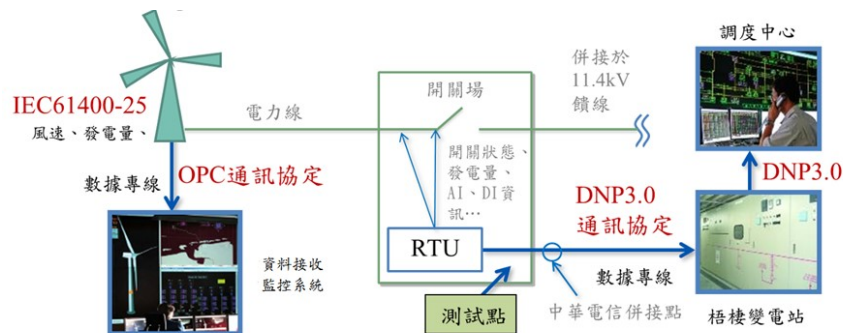 IEC61400-25
風速、發電量、
電力線
開關場
併接於
11.4kV
饋線
調度中心
數據專線
OPC通訊協定
開關狀態、
發電量、
AI、DI資
訊…
DNP3.0
通訊協定
DNP3.0
RTU
資料接收
監控系統
數據專線
測試點
中華電信併接點
梧棲變電站